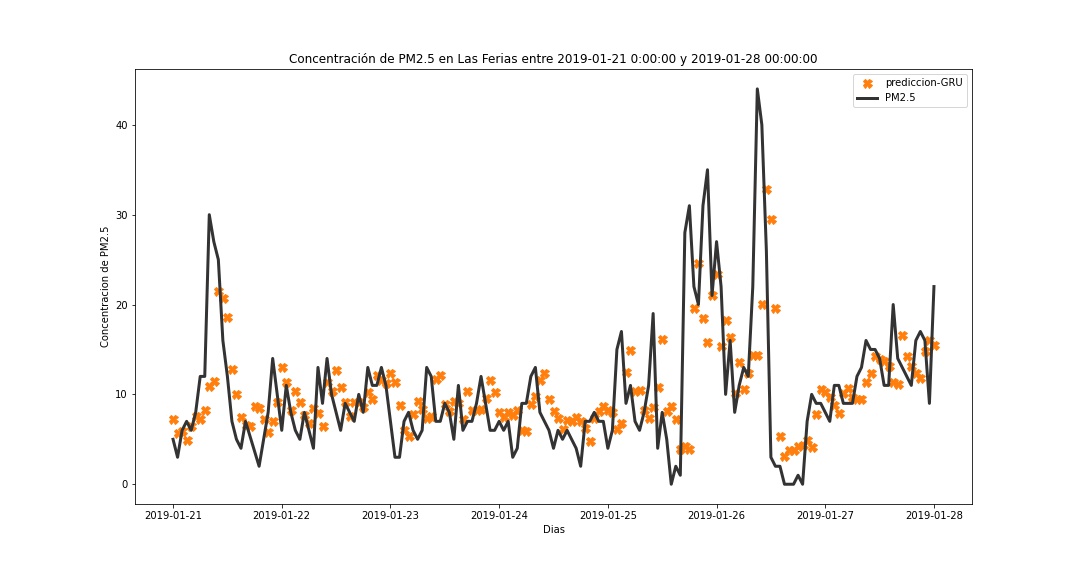 Concentración de PM2.5 en Las Ferias entre 2019-01-21 0:00:00 y 2019-01-28 00:00:00
prediccion-GRU
PM2.5
Concentracion de PM2.5
40
30
20
10
0
2019-01-21 2019-01-22 2019-01-23 2019-01-24 2019-01-25 2019-01-26 2019-01-27 2019-01-28
Dias